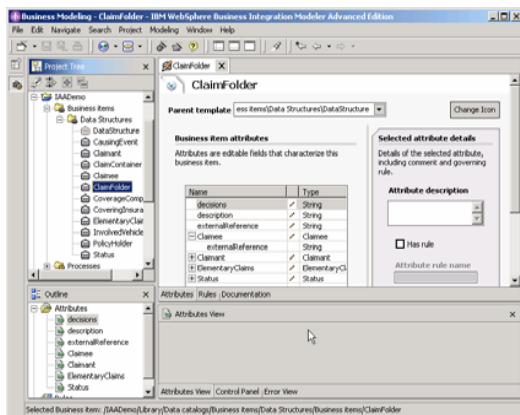 Business Modeling - ClaimFolder - IBM WebSphere Business Integration Modeler Advanced Edition
File Edit Navigate Search Project Modeling Window Help
Project Tree
IAADemo
Business items
Data Structures
DataStructure
CausingEvent
Claimant
ClaimContainer
Claimee
ClaimFolder
CoverageComp
CoveringInsura
ElementaryClair
InvolvedVehicle
PolicyHolder
Status
Processes
Outline
Attributes
decisions
description
externalReference
Claimee
Claimant
ElementaryClaims
Status
ClaimFolder
ClaimFolder
Parent template ess items\Data Structures\DataStructure Change Icon
Business item attributes
Attributes are editable fields that characterize this
business item.
Name Type
decisions String
description String
externalReference String
Claimee Claimee
externalReference String
Claimant Claimant
ElementaryClaims ElementaryCl
Status Status
Selected attribute details
Details of the selected attribute,
including comment and governing
rule.
Attribute description
Has rule
Attribute rule name
Attributes Rules Documentation
Attributes View
Attributes View Control Panel Error View
Selected Business item: /IAADemo/Library/Data catalogs/Business items/Data Structures/Business items/ClaimFolder